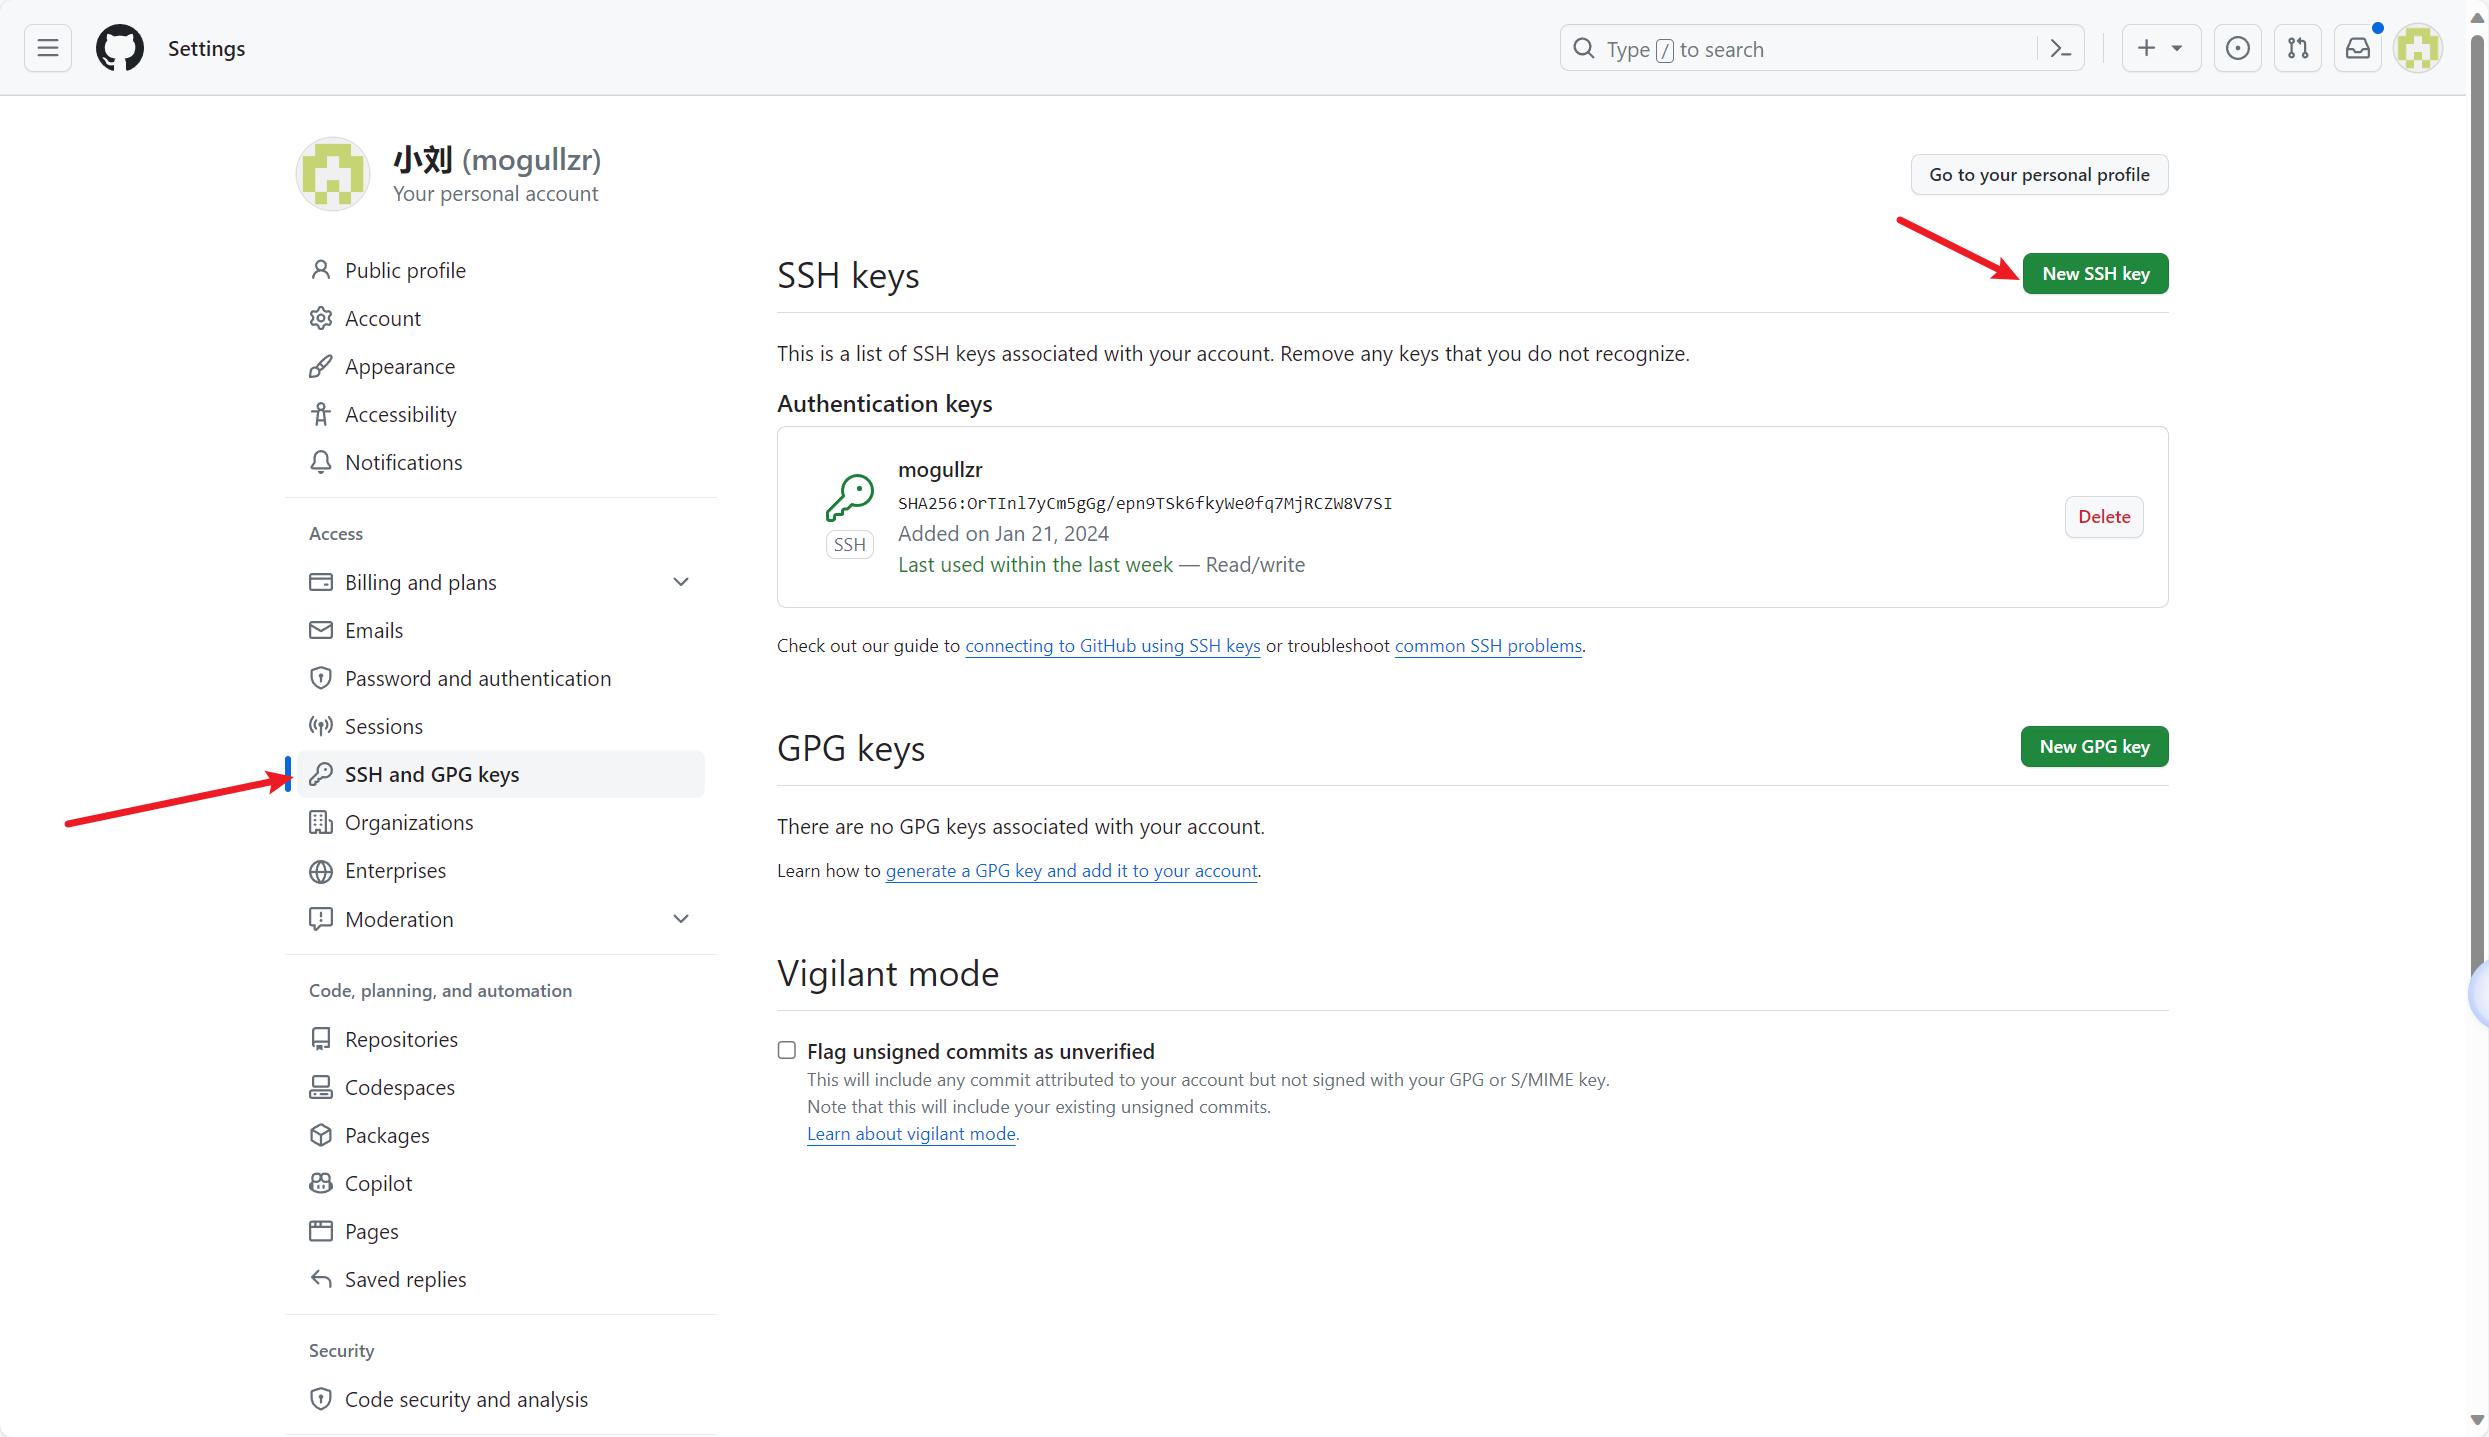 Settings
Type / to search
小刘 (mogullzr)
Your personal account
Go to your personal profile
Public profile
Account
Appearance
Accessibility
Notifications
Access
Billing and plans
Emails
Password and authentication
Sessions
SSH and GPG keys
Organizations
Enterprises
Moderation
Code, planning, and automation
Repositories
Codespaces
Packages
Copilot
Pages
Saved replies
Security
Code security and analysis
SSH keys
New SSH key
This is a list of SSH keys associated with your account. Remove any keys that you do not recognize.
Authentication keys
mogullzr
SHA256:OrTInl7yCm5gGg/epn9TSk6fkyWe0fq7MjRCZW8V7SI
SSH
Added on Jan 21, 2024
Last used within the last week — Read/write
Delete
Check out our guide to connecting to GitHub using SSH keys or troubleshoot common SSH problems.
GPG keys
New GPG key
There are no GPG keys associated with your account.
Learn how to generate a GPG key and add it to your account.
Vigilant mode
Flag unsigned commits as unverified
This will include any commit attributed to your account but not signed with your GPG or S/MIME key.
Note that this will include your existing unsigned commits.
Learn about vigilant mode.